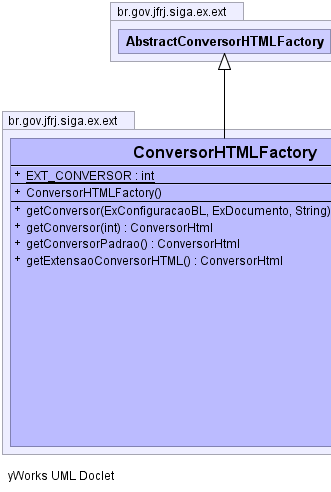 br.gov.jfrj.siga.ex.ext
AbstractConversorHTMLFactory
br.gov.jfrj.siga.ex.ext
ConversorHTMLFactory
+ EXT_CONVERSOR : int
+ ConversorHTMLFactory()
+ getConversor(ExConfiguracaoBL, ExDocumento, String)
+ getConversor(int) : ConversorHtml
+ getConversorPadrao() : ConversorHtml
+ getExtensaoConversorHTML() : ConversorHtml
yWorks UML Doclet